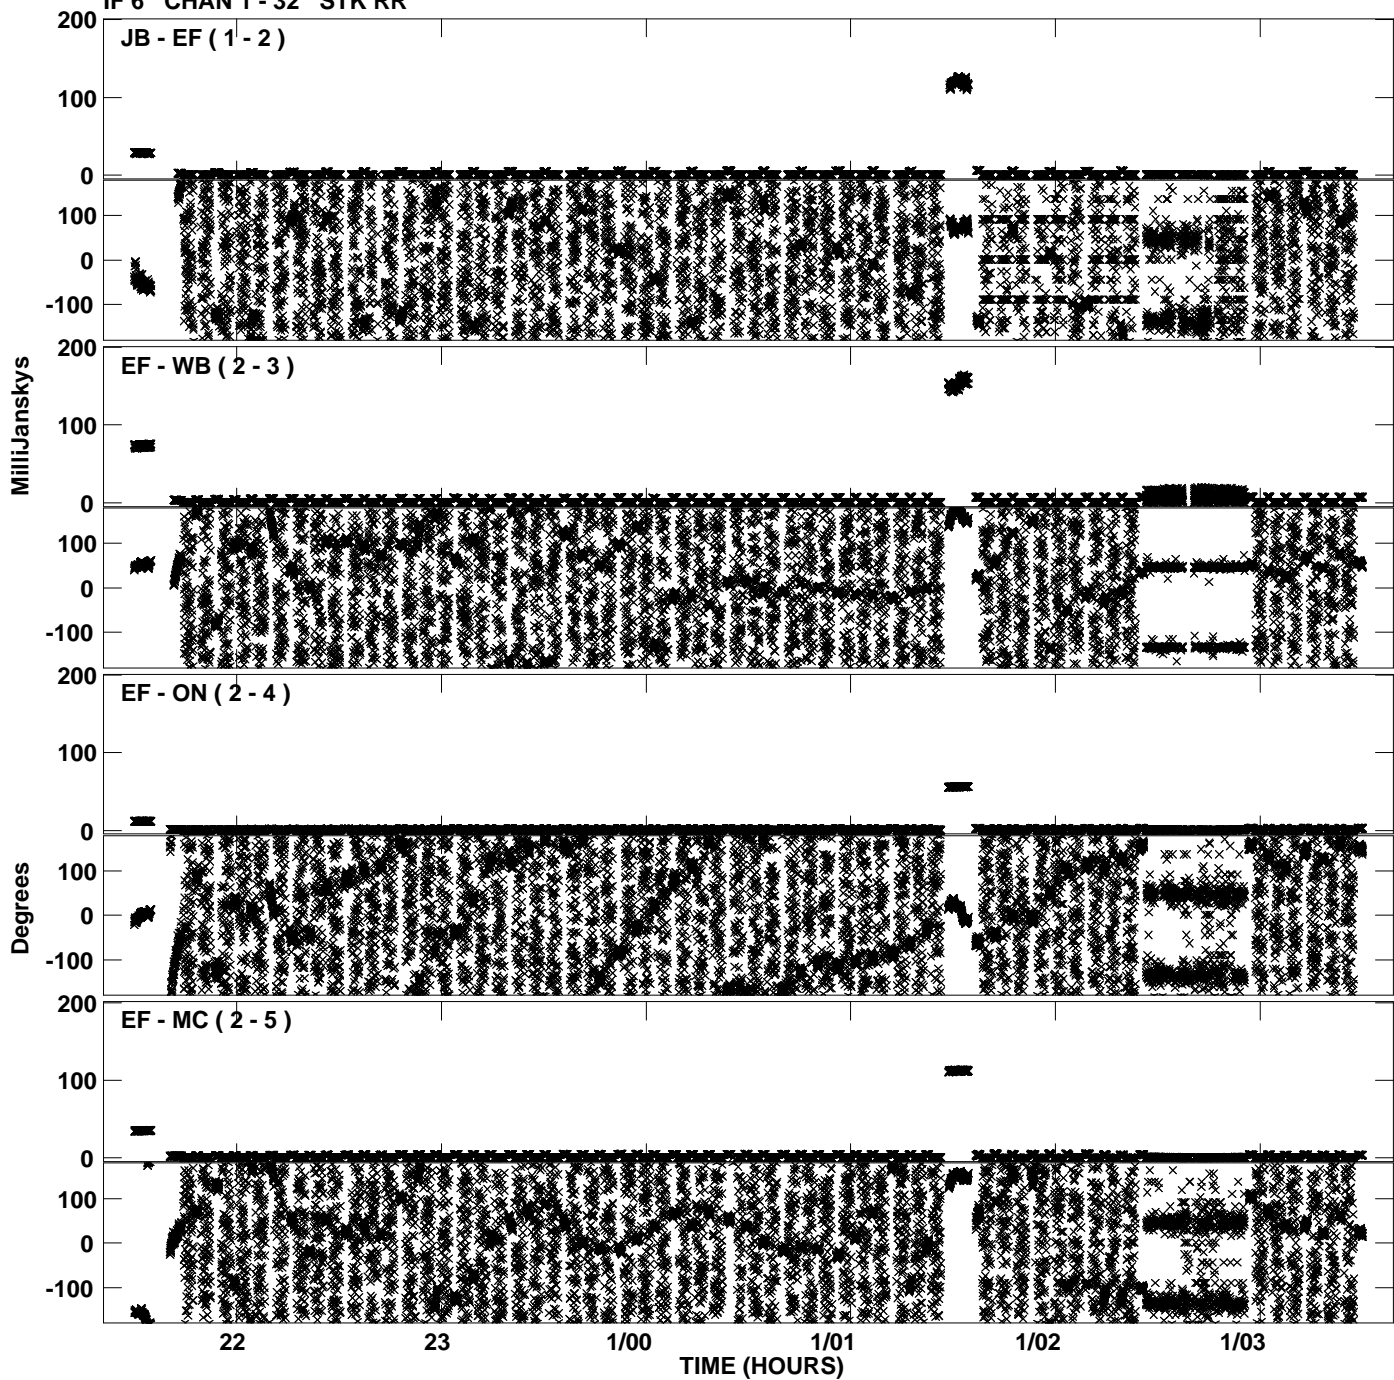 IF 6 CHAN 1 - 32 STK RR
200
JB - EF ( 1 - 2 )
100
0
100
0
-100
200
EF - WB ( 2 - 3 )
100
0
100
0
-100
MilliJanskys
200
EF - ON ( 2 - 4 )
100
0
100
0
-100
Degrees
200
EF - MC ( 2 - 5 )
100
0
100
0
-100
22 23 1/00 1/01 1/02 1/03
TIME (HOURS)